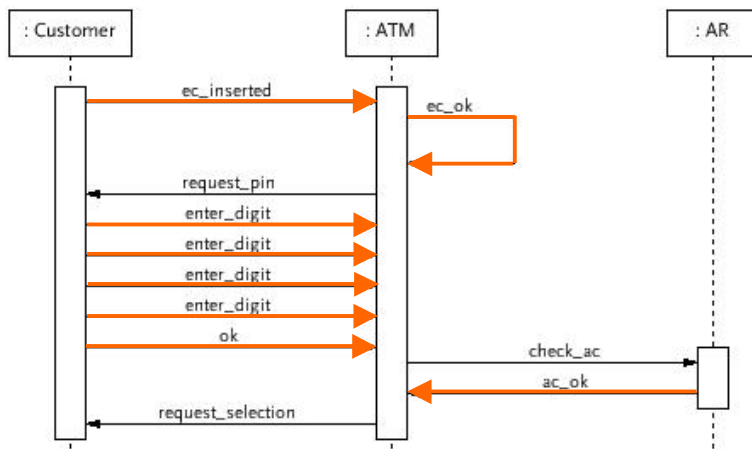 : Customer
: ATM
: AR
ec_inserted
ec_ok
request_pin
enter_digit
enter_digit
enter_digit
enter_digit
ok
check_ac
ac_ok
request_selection